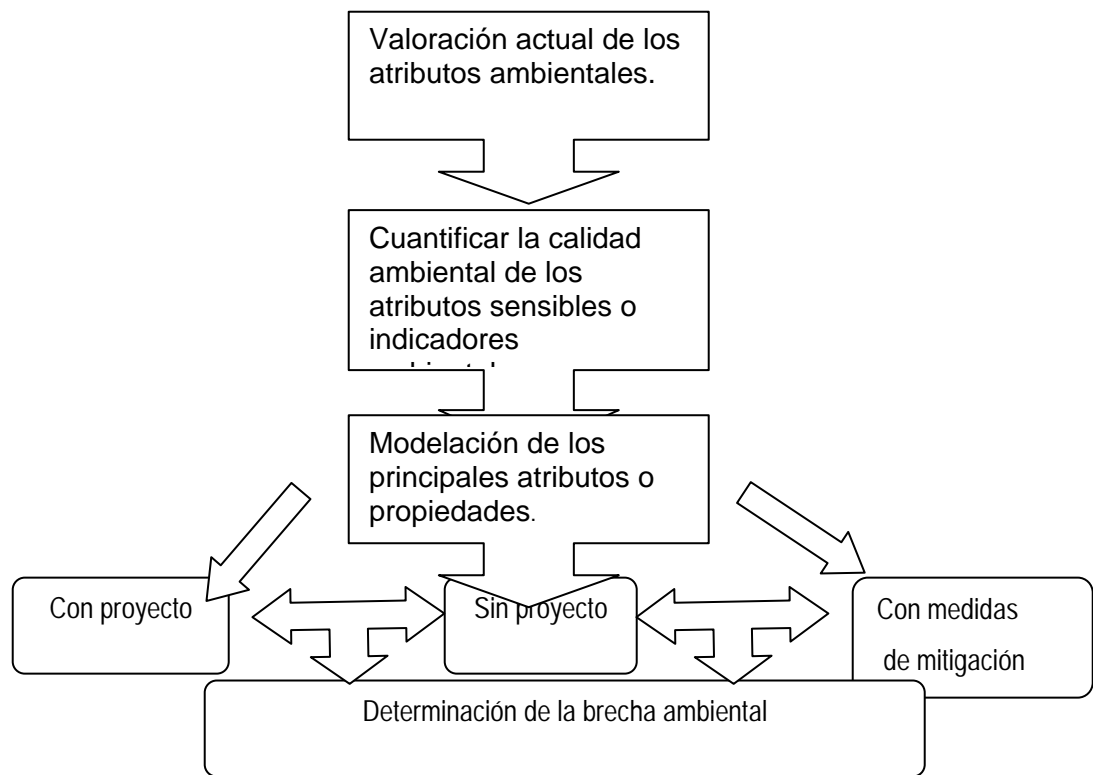 Valoración actual de los
atributos ambientales.
Cuantificar la calidad
ambiental de los
atributos sensibles o
indicadores
Modelación de los
principales atributos o
propiedades.
Con proyecto
Sin proyecto
Con medidas
de mitigación
Determinación de la brecha ambiental